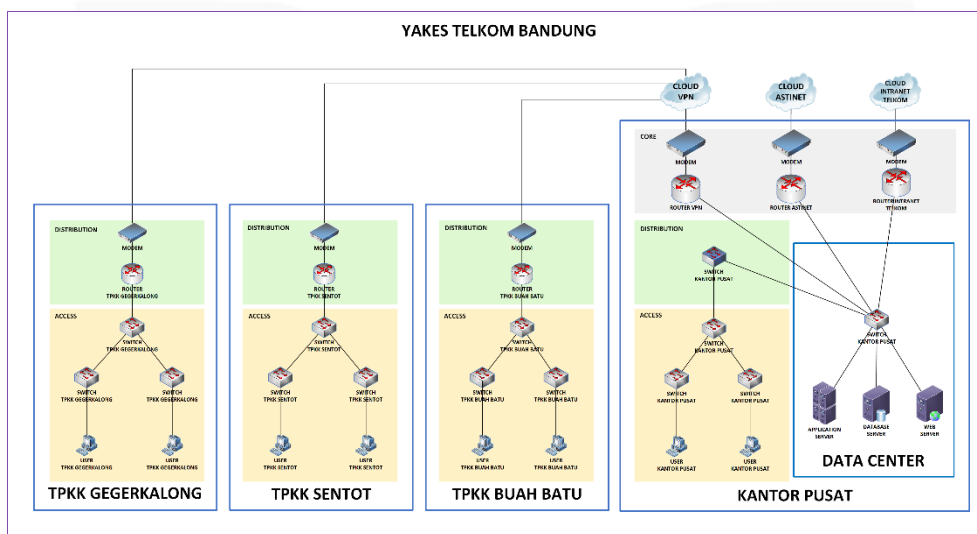 YAKES TELKOM BANDUNG
CLOUD
VPN
CLOUD
ASTINET
CLOUD
INTRANET
TELKOM
CORE
MODEM
MODEM
MODEM
ROUTER VPN
ROUTER ASTINET
ROUTER INTRANET
TELKOM
DISTRIBUTION
MODEM
ROUTER
TPKK GEGERKALONG
ACCESS
SWITCH
TPKK GEGERKALONG
SWITCH
TPKK GEGERKALONG
SWITCH
TPKK GEGERKALONG
USER
TPKK GEGERKALONG
USER
TPKK GEGERKALONG
TPKK GEGERKALONG
DISTRIBUTION
MODEM
ROUTER
TPKK SENTOT
ACCESS
SWITCH
TPKK SENTOT
SWITCH
TPKK SENTOT
SWITCH
TPKK SENTOT
USER
TPKK SENTOT
USER
TPKK SENTOT
TPKK SENTOT
DISTRIBUTION
MODEM
ROUTER
TPKK BUAH BATU
ACCESS
SWITCH
TPKK BUAH BATU
SWITCH
TPKK BUAH BATU
SWITCH
TPKK BUAH BATU
USER
TPKK BUAH BATU
USER
TPKK BUAH BATU
TPKK BUAH BATU
DISTRIBUTION
SWITCH
KANTOR PUSAT
ACCESS
SWITCH
KANTOR PUSAT
SWITCH
KANTOR PUSAT
SWITCH
KANTOR PUSAT
USER
KANTOR PUSAT
USER
KANTOR PUSAT
SWITCH
KANTOR PUSAT
APPLICATION
SERVER
DATABASE
SERVER
WEB
SERVER
DATA CENTER
KANTOR PUSAT